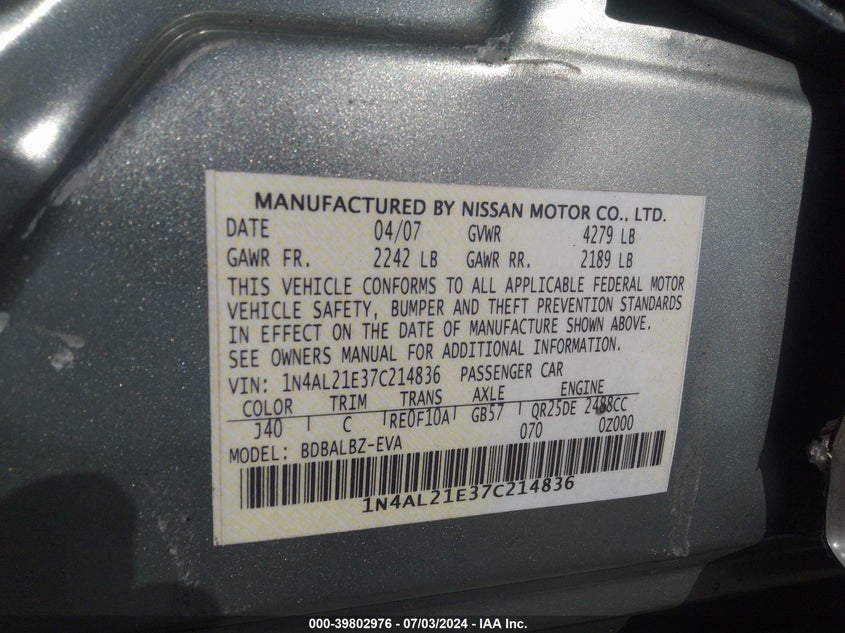 MANUFACTURED BY NISSAN MOTOR CO., LTD.
DATE 04/07 GVWR 4279 LB
GAWR FR. 2242 LB GAWR RR. 2189 LB
THIS VEHICLE CONFORMS TO ALL APPLICABLE FEDERAL MOTOR
VEHICLE SAFETY, BUMPER AND THEFT PREVENTION STANDARDS
IN EFFECT ON THE DATE OF MANUFACTURE SHOWN ABOVE.
SEE OWNERS MANUAL FOR ADDITIONAL INFORMATION.
VIN: 1N4AL21E37C214836 PASSENGER CAR
COLOR TRIM TRANS AXLE ENGINE
J40 C RE0F10A GB57 QR25DE 2488CC
070 0Z000
MODEL: BDBALBZ-EVA
1N4AL21E37C214836
000-39802976 - 07/03/2024 - IAA Inc.